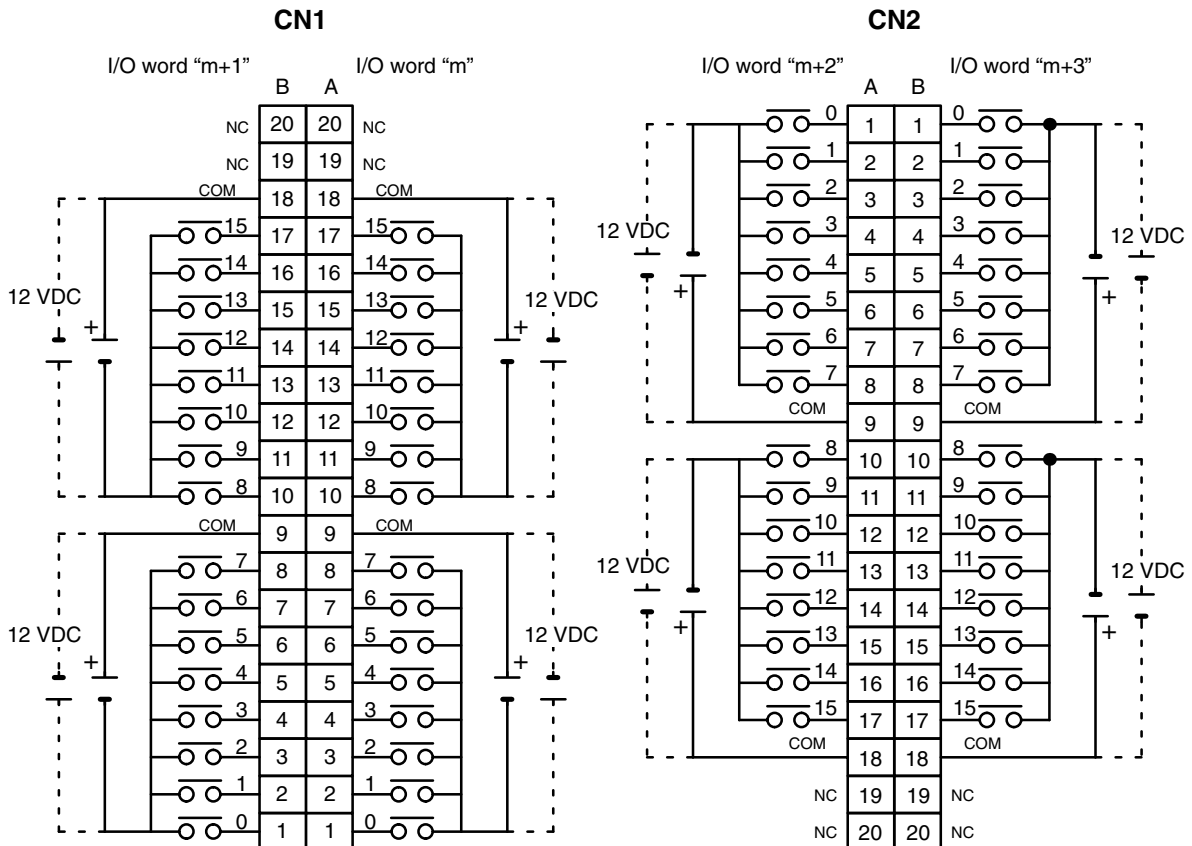 CN1 CN2
I/O word “m+1” I/O word “m” I/O word “m+2” I/O word “m+3”
B A A B
NC 20 20 NC 0 1 1 0
NC 19 19 NC 1 2 2 1
COM 18 18 COM 2 3 3 2
15 17 17 15 12 VDC 3 4 4 3 12 VDC
14 16 16 14 + 4 5 5 4 +
12 VDC 13 15 15 13 12 VDC 5 6 6 5
+ 12 14 14 12 + 6 7 7 6
11 13 13 11 7 8 8 7
10 12 12 10 COM 9 9 COM
9 11 11 9 8 10 10 8
8 10 10 8 9 11 11 9
COM 9 9 COM 10 12 12 10
7 8 8 7 12 VDC 11 13 13 11 12 VDC
6 7 7 6 12 14 14 12
12 VDC 5 6 6 5 12 VDC + 13 15 15 13 +
+ 4 5 5 4 + 14 16 16 14
3 4 4 3 15 17 17 15
2 3 3 2 COM 18 18 COM
1 2 2 1 NC 19 19 NC
0 1 1 0 NC 20 20 NC